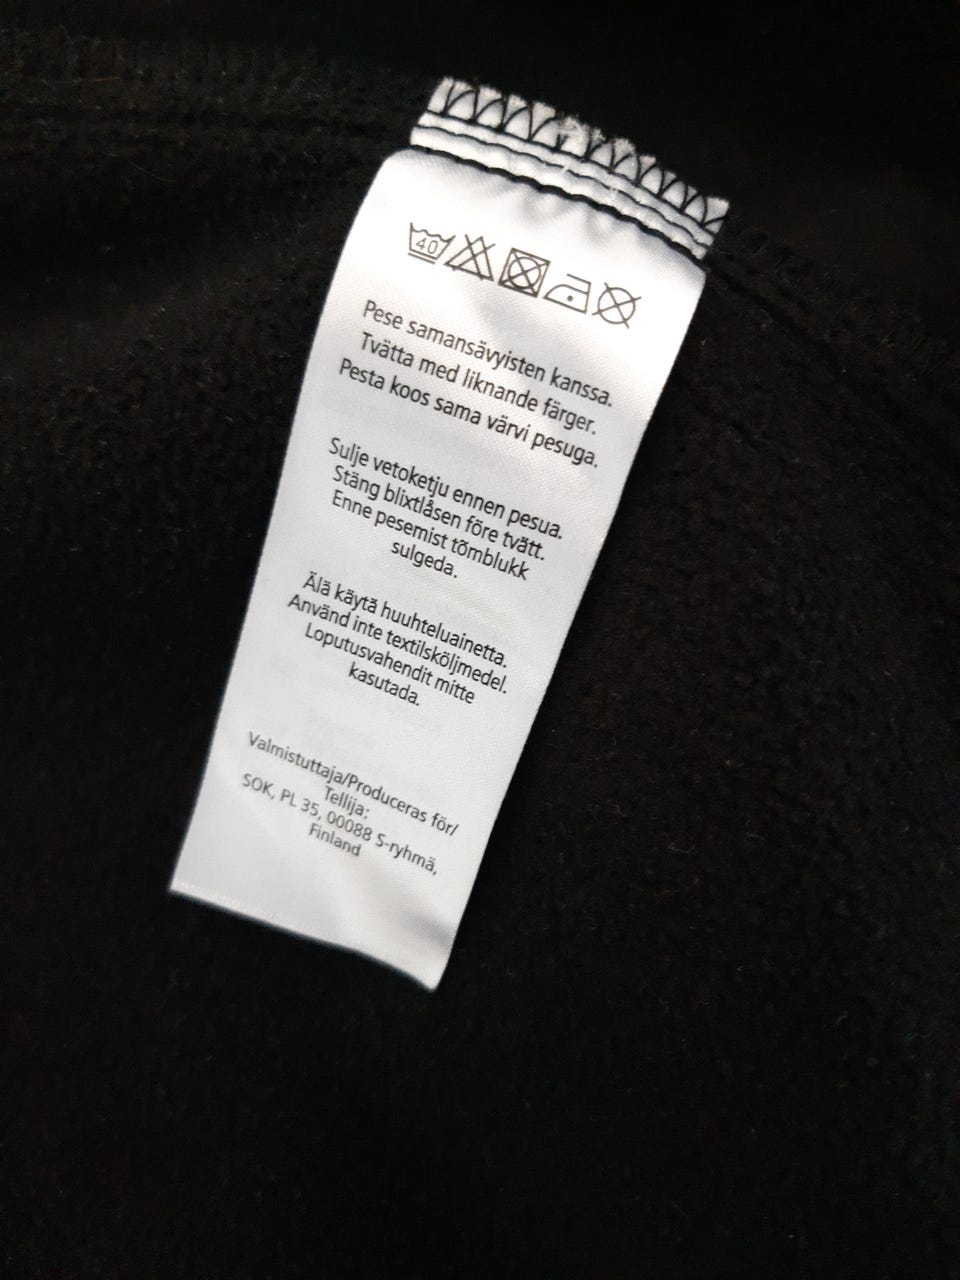 40
Pese samansävyisten kanssa.
Tvätta med liknande färger.
Pesta koos sama värvi pesuga.
Sulje vetoketju ennen pesua.
Stäng blixtlåsen före tvätt.
Enne pesemist tõmblukk
sulgeda.
Älä käytä huuhteluainetta.
Använd inte textilsköljmedel.
Loputusvahendit mitte
kasutada.
Valmistuttaja/Produceras för/
Tellija:
SOK, PL 35, 00088 S-ryhmä,
Finland